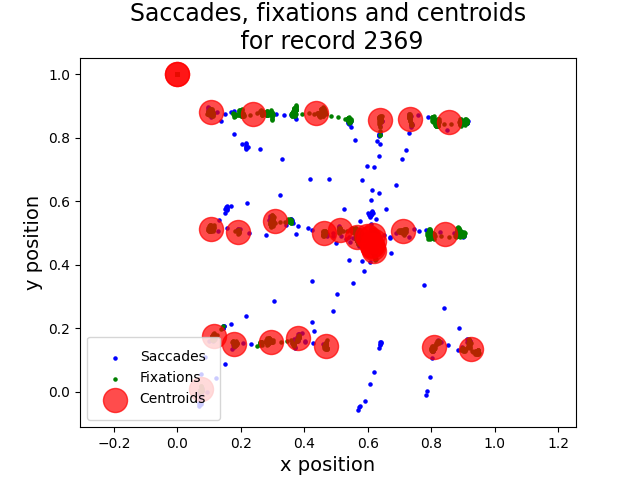 Saccades, fixations and centroids
for record 2369
1.0
0.8
0.6
0.4
0.2
0.0
y position
Saccades
Fixations
Centroids
−0.2
0.0
0.2
0.4
0.6
0.8
1.0
1.2
x position